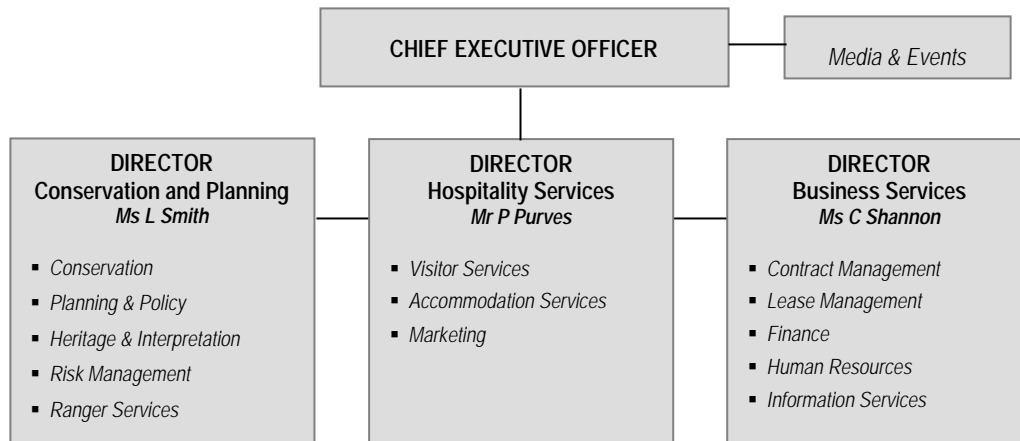 CHIEF EXECUTIVE OFFICER
Media & Events
DIRECTOR
Conservation and Planning
Ms L Smith
▪ Conservation
▪ Planning & Policy
▪ Heritage & Interpretation
▪ Risk Management
▪ Ranger Services
DIRECTOR
Hospitality Services
Mr P Purves
▪ Visitor Services
▪ Accommodation Services
▪ Marketing
DIRECTOR
Business Services
Ms C Shannon
▪ Contract Management
▪ Lease Management
▪ Finance
▪ Human Resources
▪ Information Services